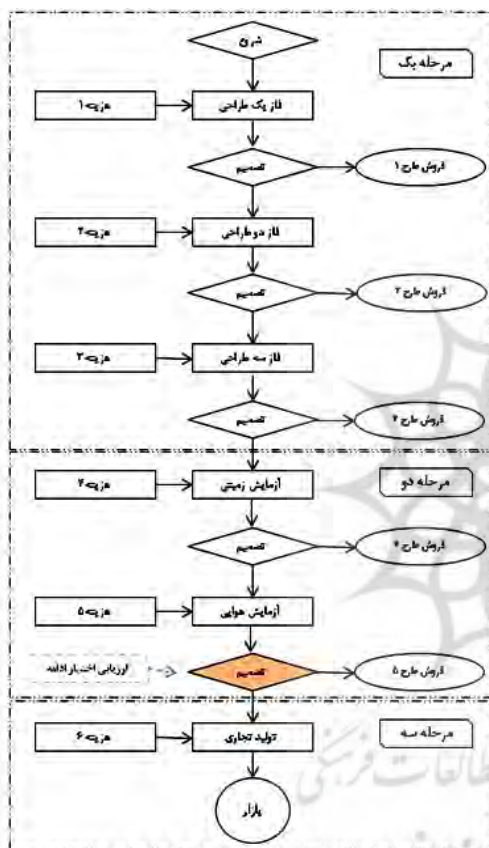 شروع
مرحله یک
فاز یک طراحی
هزینه ۱
تصمیم
فروش طرح ۱
فاز دو طراحی
هزینه ۲
تصمیم
فروش طرح ۲
فاز سه طراحی
هزینه ۳
تصمیم
فروش طرح
مرحله دو
آزمایش زمینی
هزینه ۴
تصمیم
فروش طرح ۴
آزمایش هوایی
هزینه ۵
تصمیم
فروش طرح ۵
ارزیابی اختیار ادامه
مرحله سه
تولید تجاری
هزینه ۶
بازار